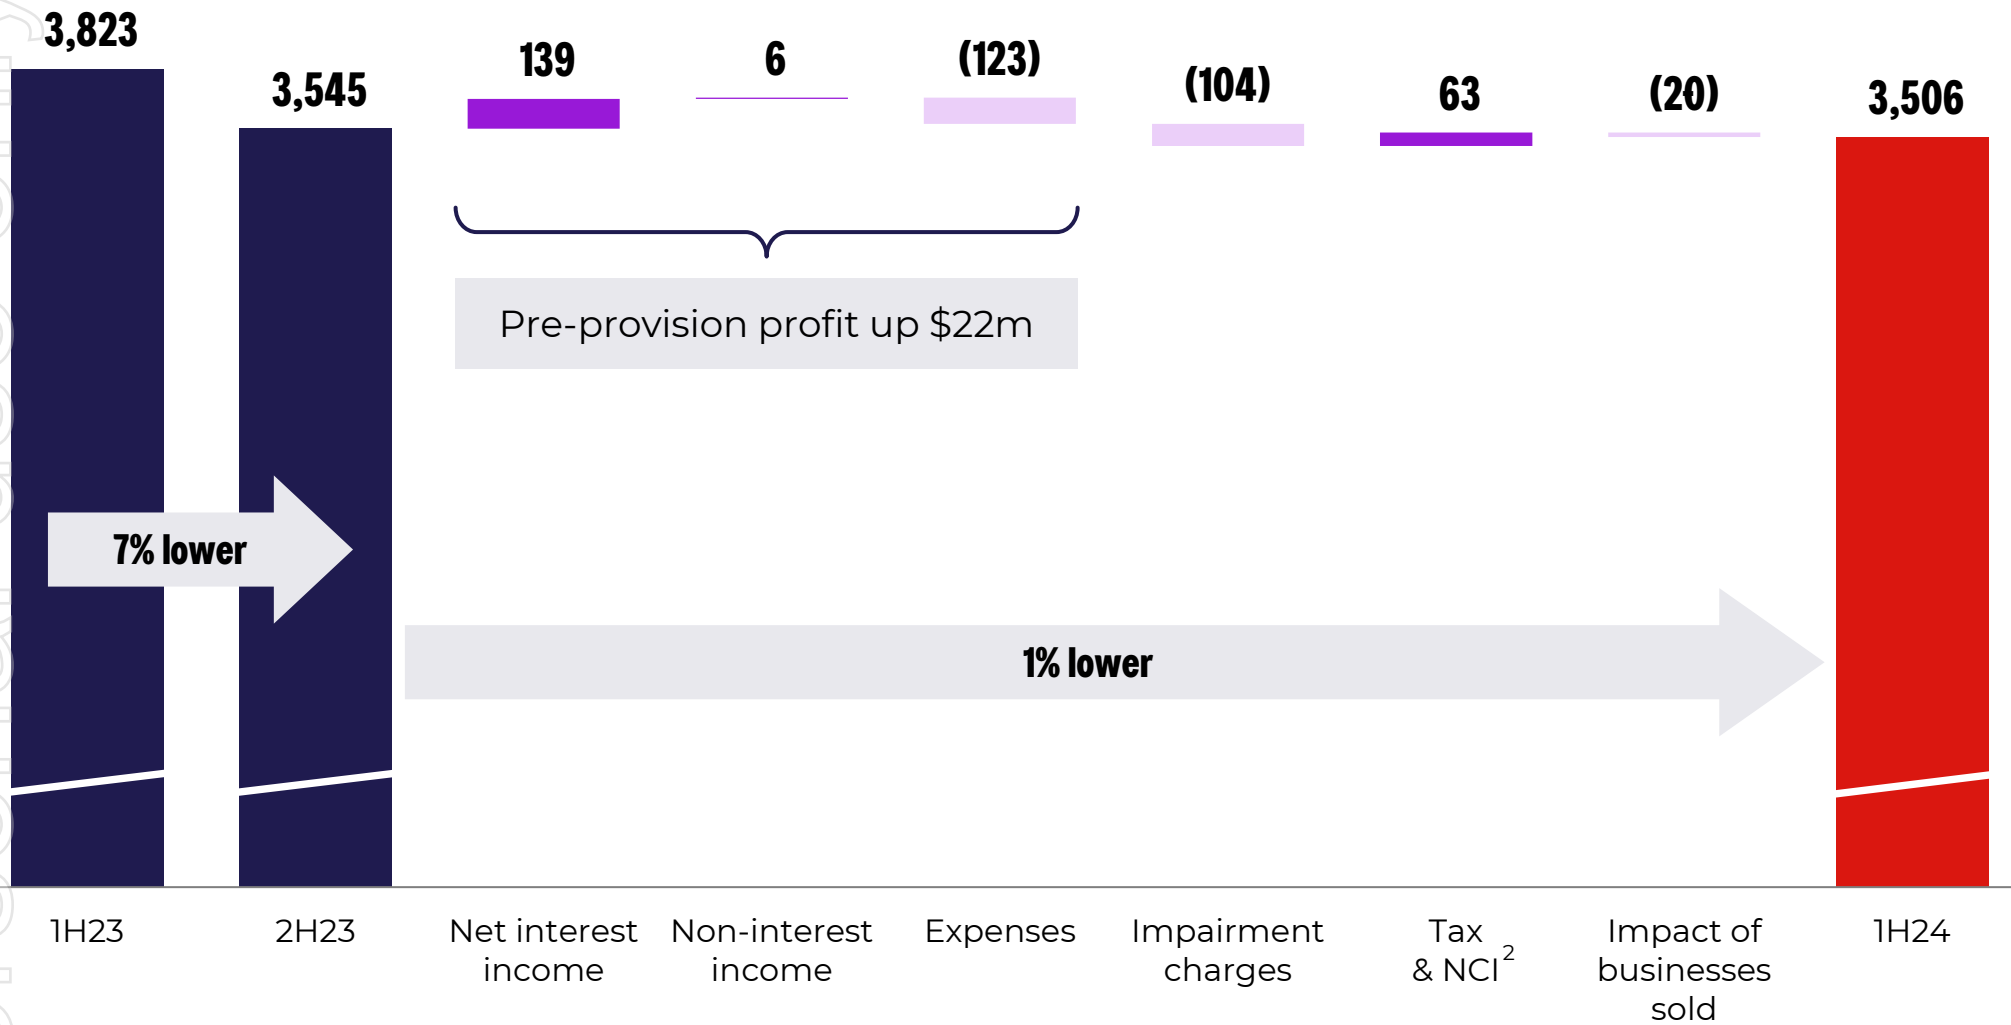 3,823
3,545
139
6
(123)
(104)
63
(20)
3,506
Pre-provision profit up $22m
7% lower
1% lower
1H23
2H23
Net interest
income
Non-interest
income
Expenses
Impairment
charges
Tax
& NCI2
Impact of
businesses
sold
1H24